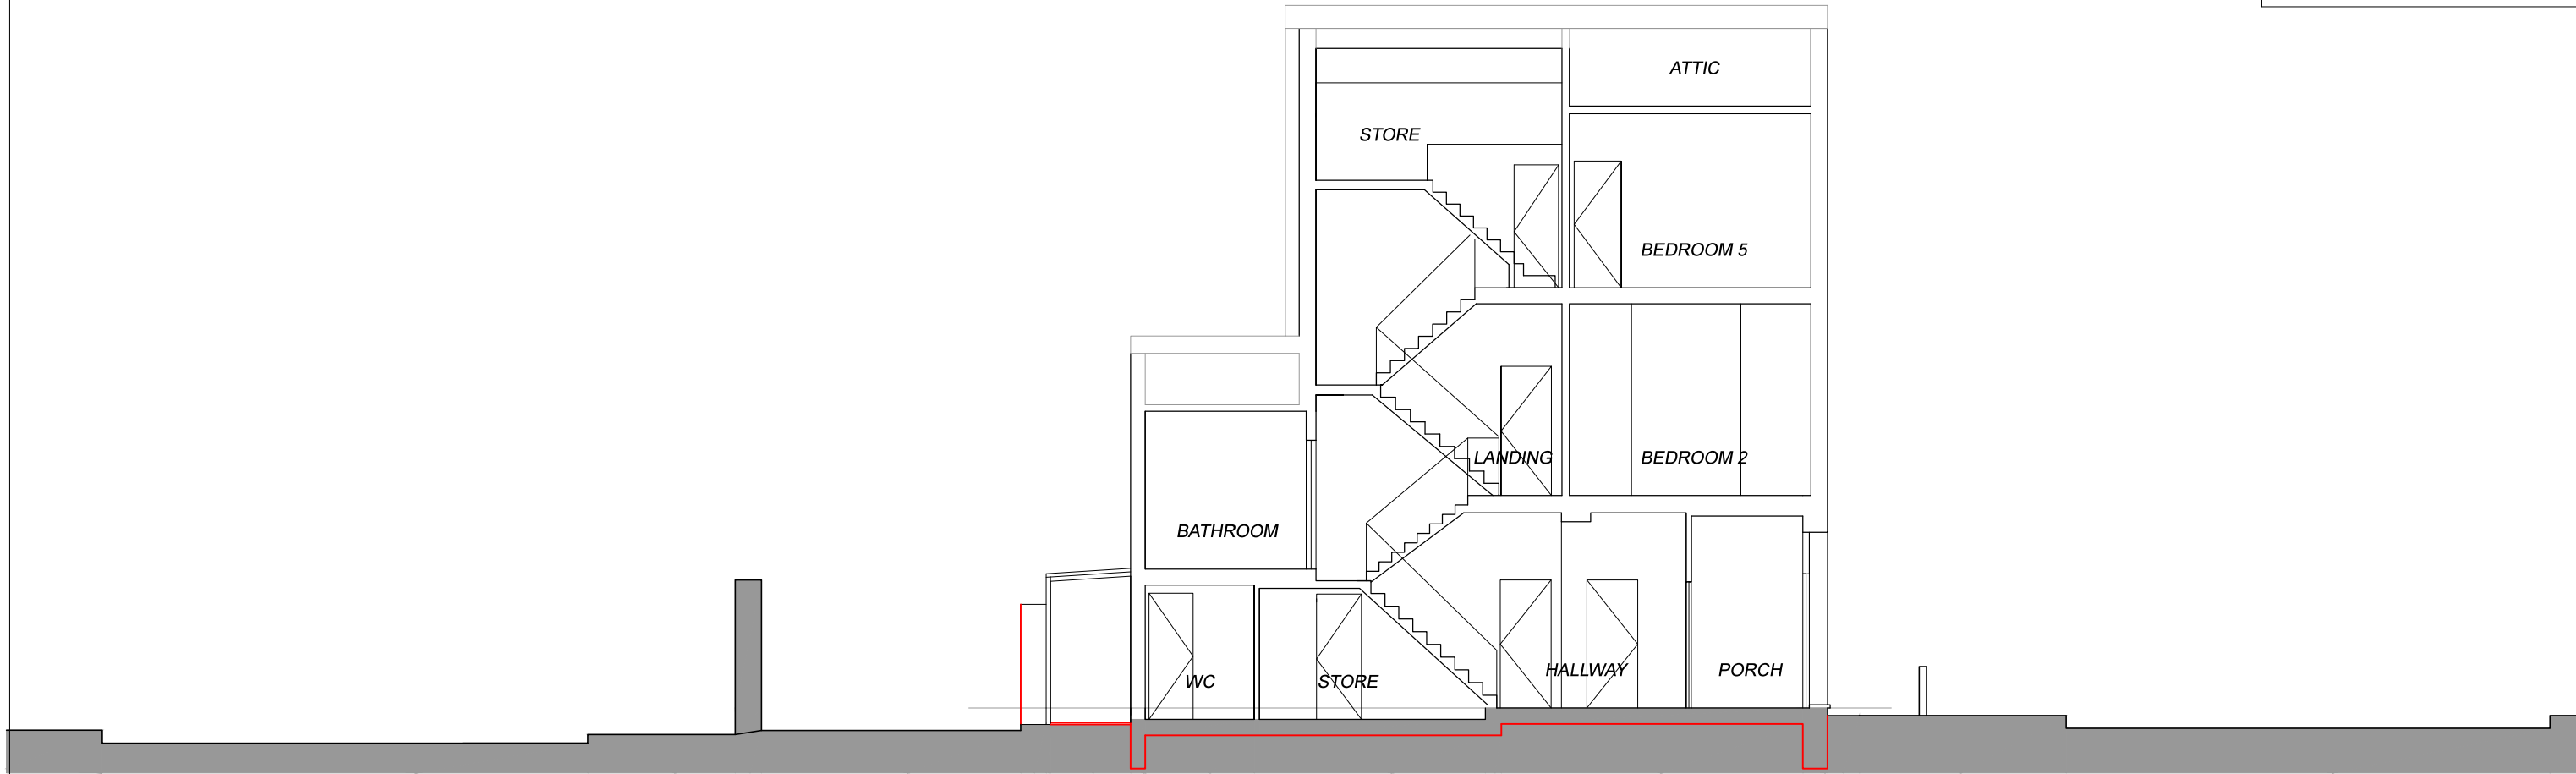 ATTIC
STORE
BEDROOM 5
LANDING
BEDROOM 2
BATHROOM
WC
STORE
HALLWAY
PORCH